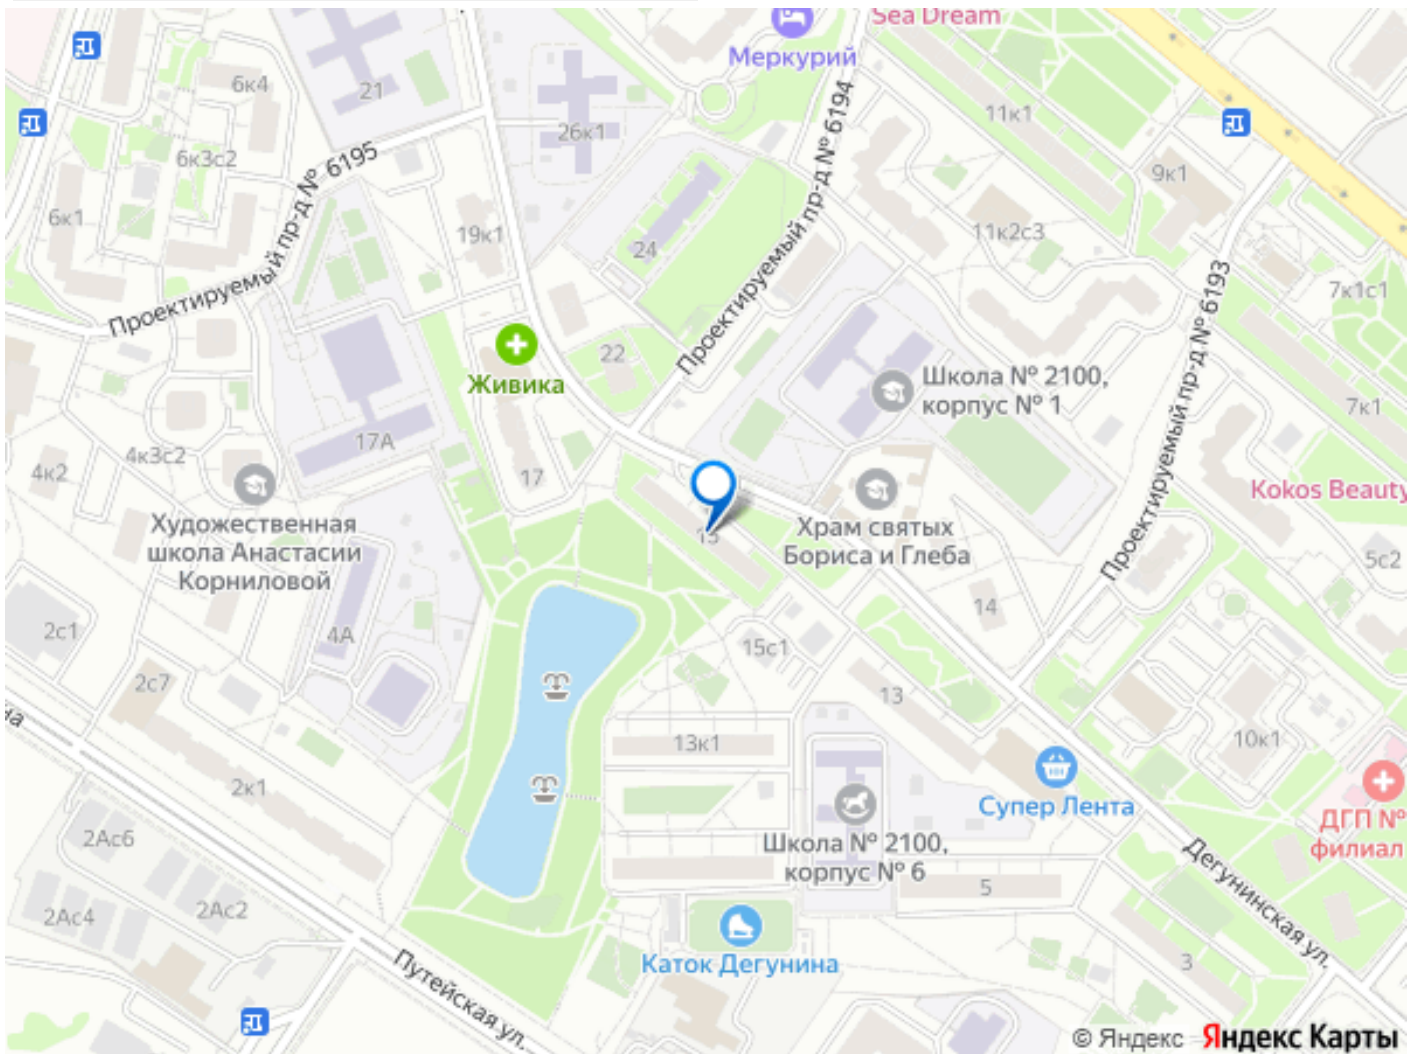 Sea Dream
Меркурий
6к4
21
26к1
11к1
6к3с2
Проектируемый пр-д № 6195
Проектируемый пр-д № 6194
9к1
6к1
19к1
24
11к2с3
Проектируемый пр-д № 6193
7к1с1
22
Живика
Школа № 2100,
корпус № 1
7к1
17А
4к3с2
4к2
17
Kokos Beauty
Художественная
школа Анастасии
Корниловой
15
Храм святых
Бориса и Глеба
5с2
14
2с1
4А
15с1
2с7
13
на
13к1
10к1
2к1
Супер Лента
ДГП №
филиал
2Ас6
Школа № 2100,
корпус № 6
5
Дегунинская ул.
2Ас4
2Ас2
Каток Дегунина
3
Путейская ул.
© Яндекс Яндекс Карты